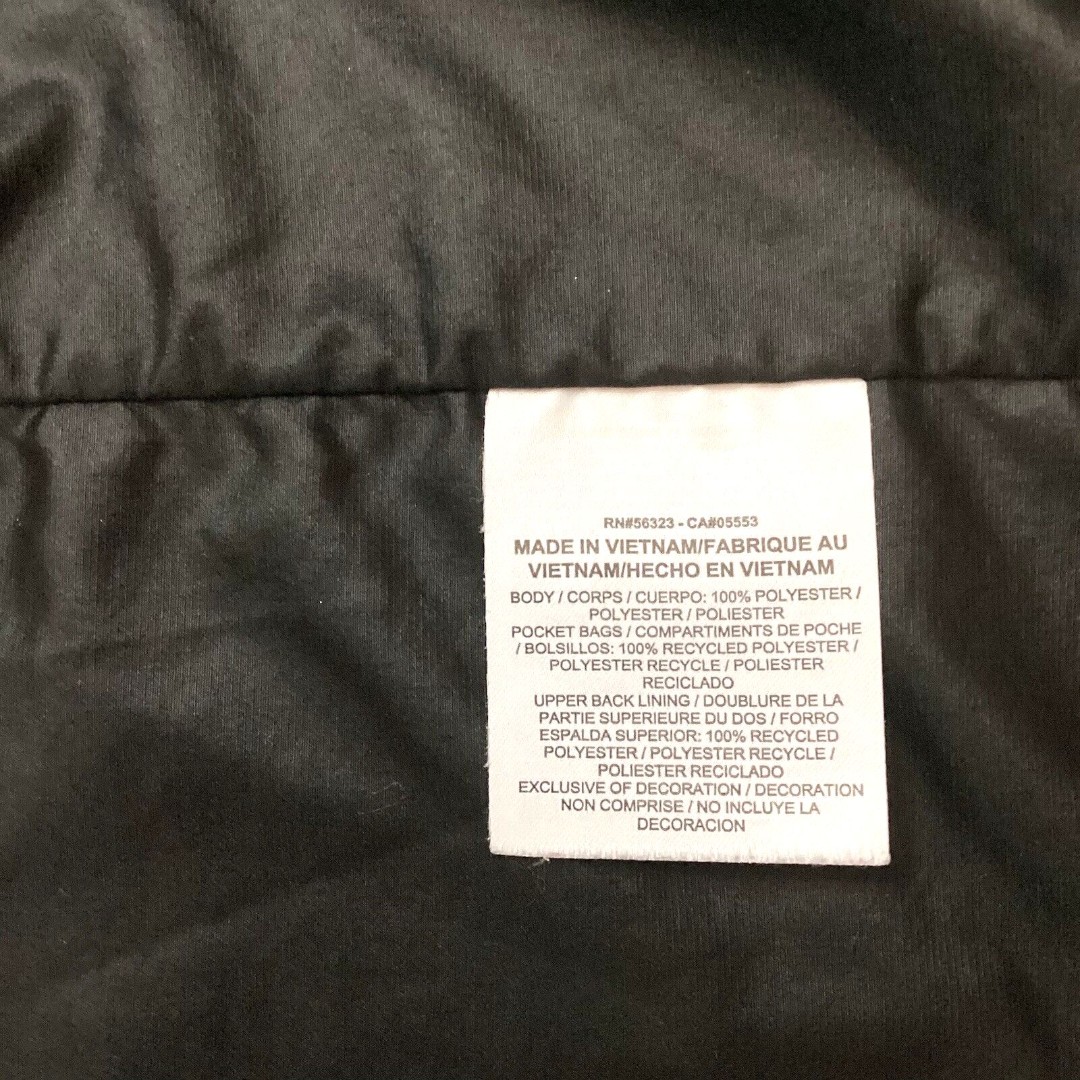 RN#56323 - CA#05553
MADE IN VIETNAM/FABRIQUE AU
VIETNAM/HECHO EN VIETNAM
BODY / CORPS / CUERPO: 100% POLYESTER /
POLYESTER / POLIESTER
POCKET BAGS / COMPARTIMENTS DE POCHE
/ BOLSILLOS: 100% RECYCLED POLYESTER /
POLYESTER RECYCLE / POLIESTER
RECICLADO
UPPER BACK LINING / DOUBLURE DE LA
PARTIE SUPERIEURE DU DOS / FORRO
ESPALDA SUPERIOR: 100% RECYCLED
POLYESTER / POLYESTER RECYCLE /
POLIESTER RECICLADO
EXCLUSIVE OF DECORATION / DECORATION
NON COMPRISE / NO INCLUYE LA
DECORACION